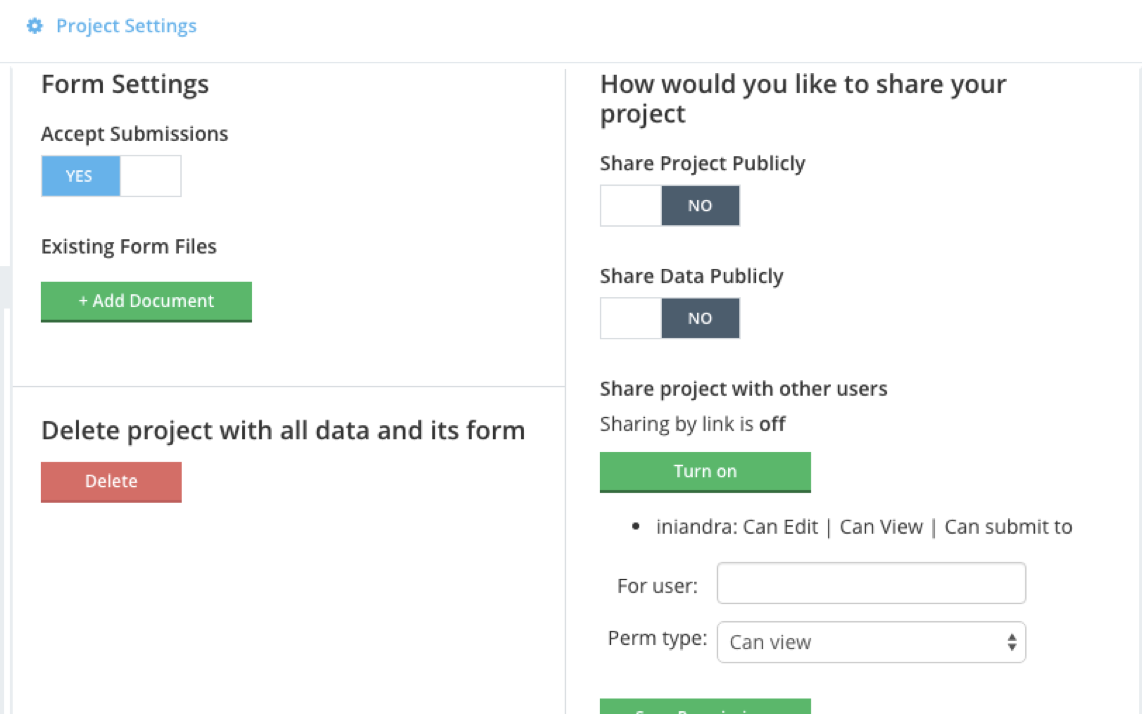 Project Settings
Form Settings
Accept Submissions
YES
Existing Form Files
+ Add Document
Delete project with all data and its form
Delete
How would you like to share your
project
Share Project Publicly
NO
Share Data Publicly
NO
Share project with other users
Sharing by link is off
Turn on
• iniandra: Can Edit | Can View | Can submit to
For user:
Perm type: Can view